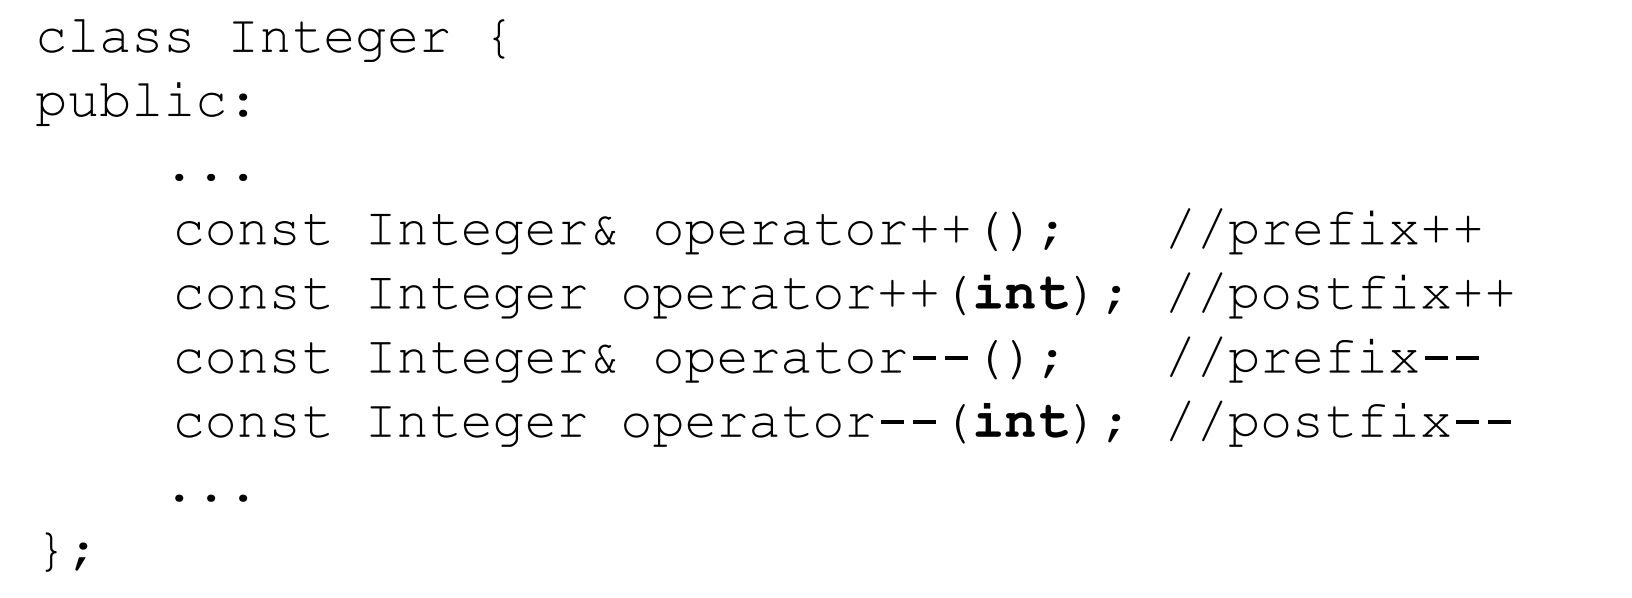 class Integer {
public:
    ...
    const Integer& operator++();   //prefix++
    const Integer operator++(int); //postfix++
    const Integer& operator--();   //prefix--
    const Integer operator--(int); //postfix--
    ...
};